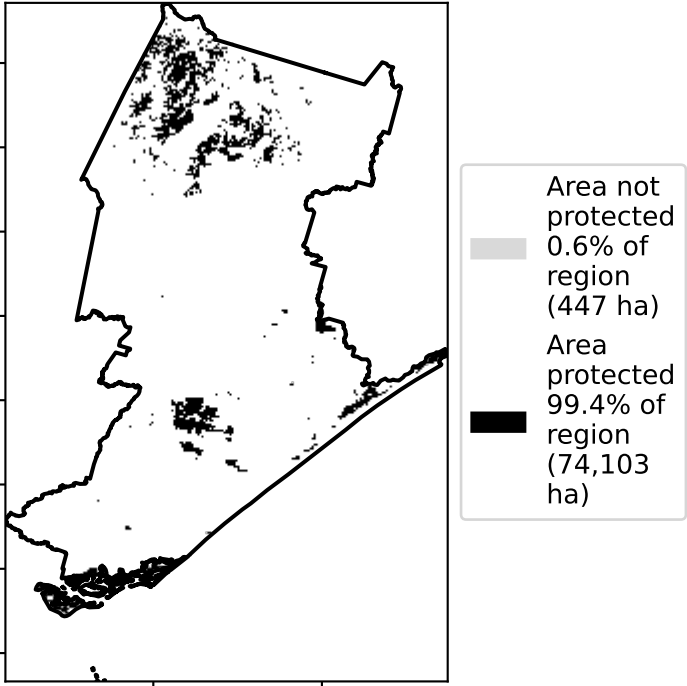 Area not
protected
0.6% of
region
(447 ha)
Area
protected
99.4% of
region
(74,103
ha)